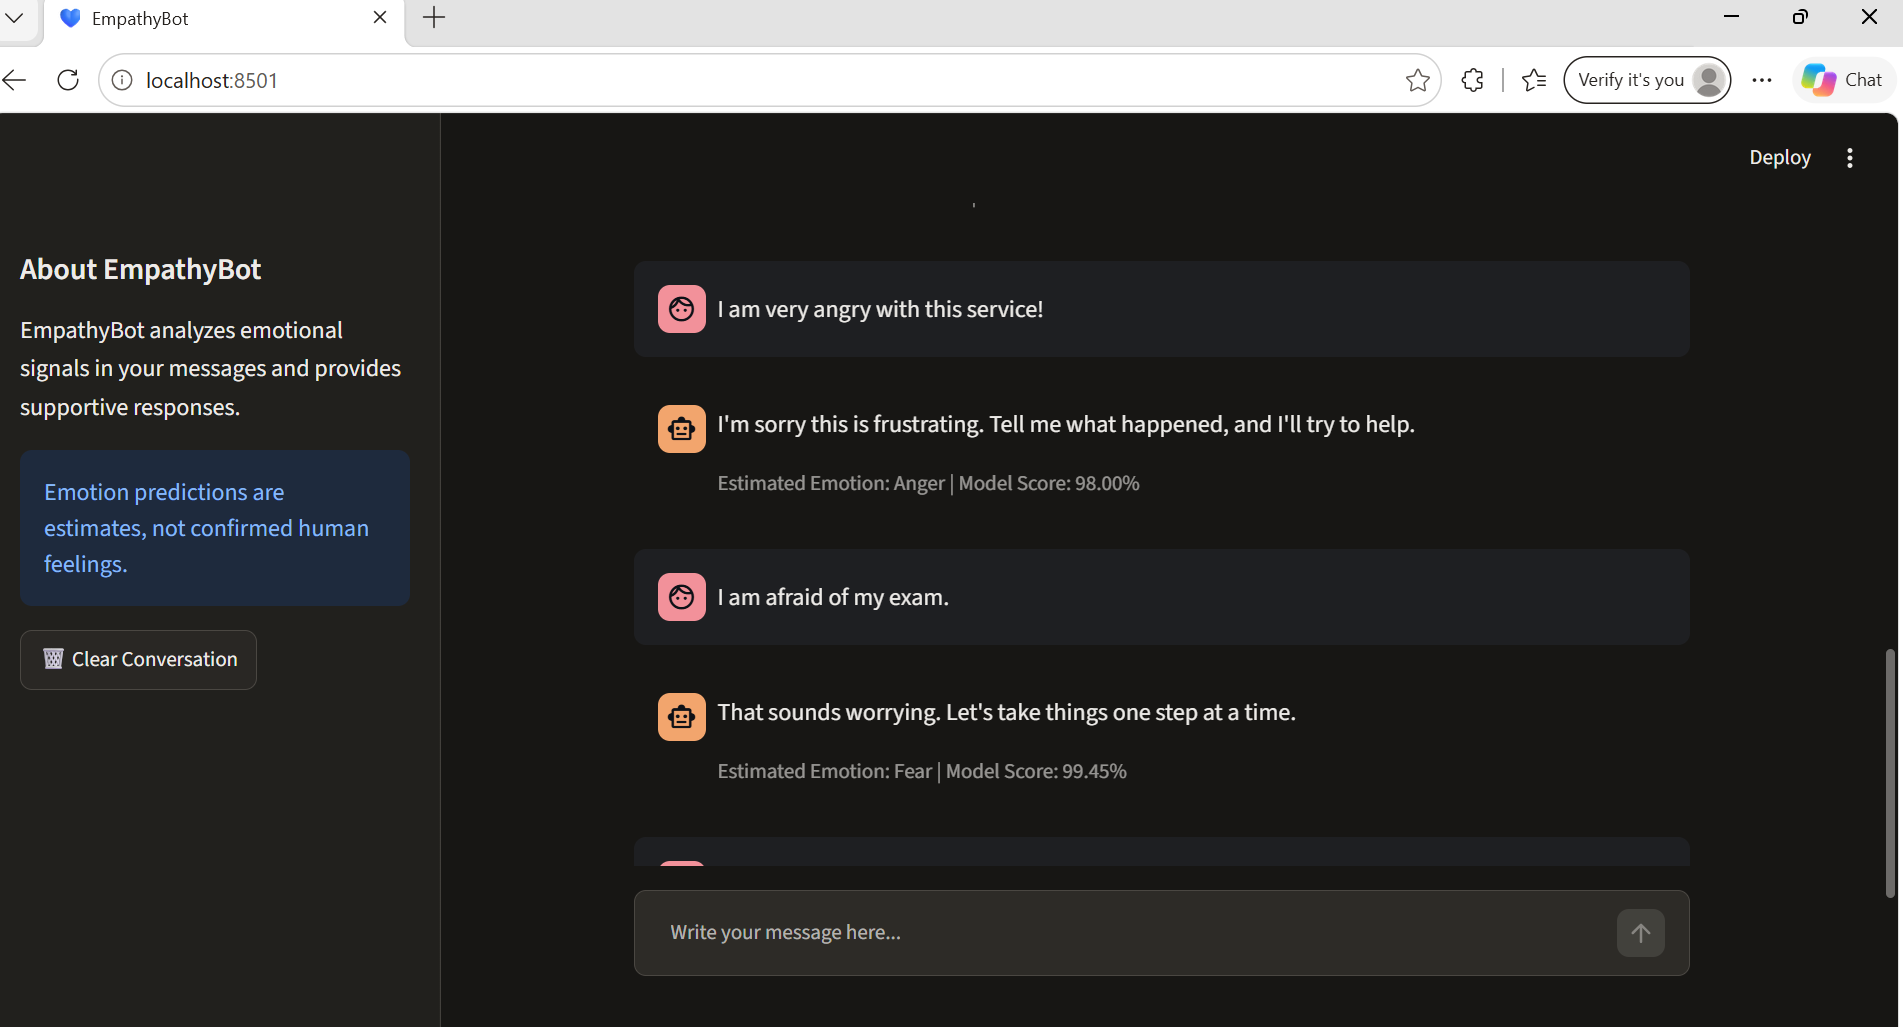 EmpathyBot
localhost:8501
Verify it's you
Chat
Deploy
About EmpathyBot
EmpathyBot analyzes emotional
signals in your messages and provides
supportive responses.
Emotion predictions are
estimates, not confirmed human
feelings.
Clear Conversation
I am very angry with this service!
I'm sorry this is frustrating. Tell me what happened, and I'll try to help.
Estimated Emotion: Anger | Model Score: 98.00%
I am afraid of my exam.
That sounds worrying. Let's take things one step at a time.
Estimated Emotion: Fear | Model Score: 99.45%
Write your message here...